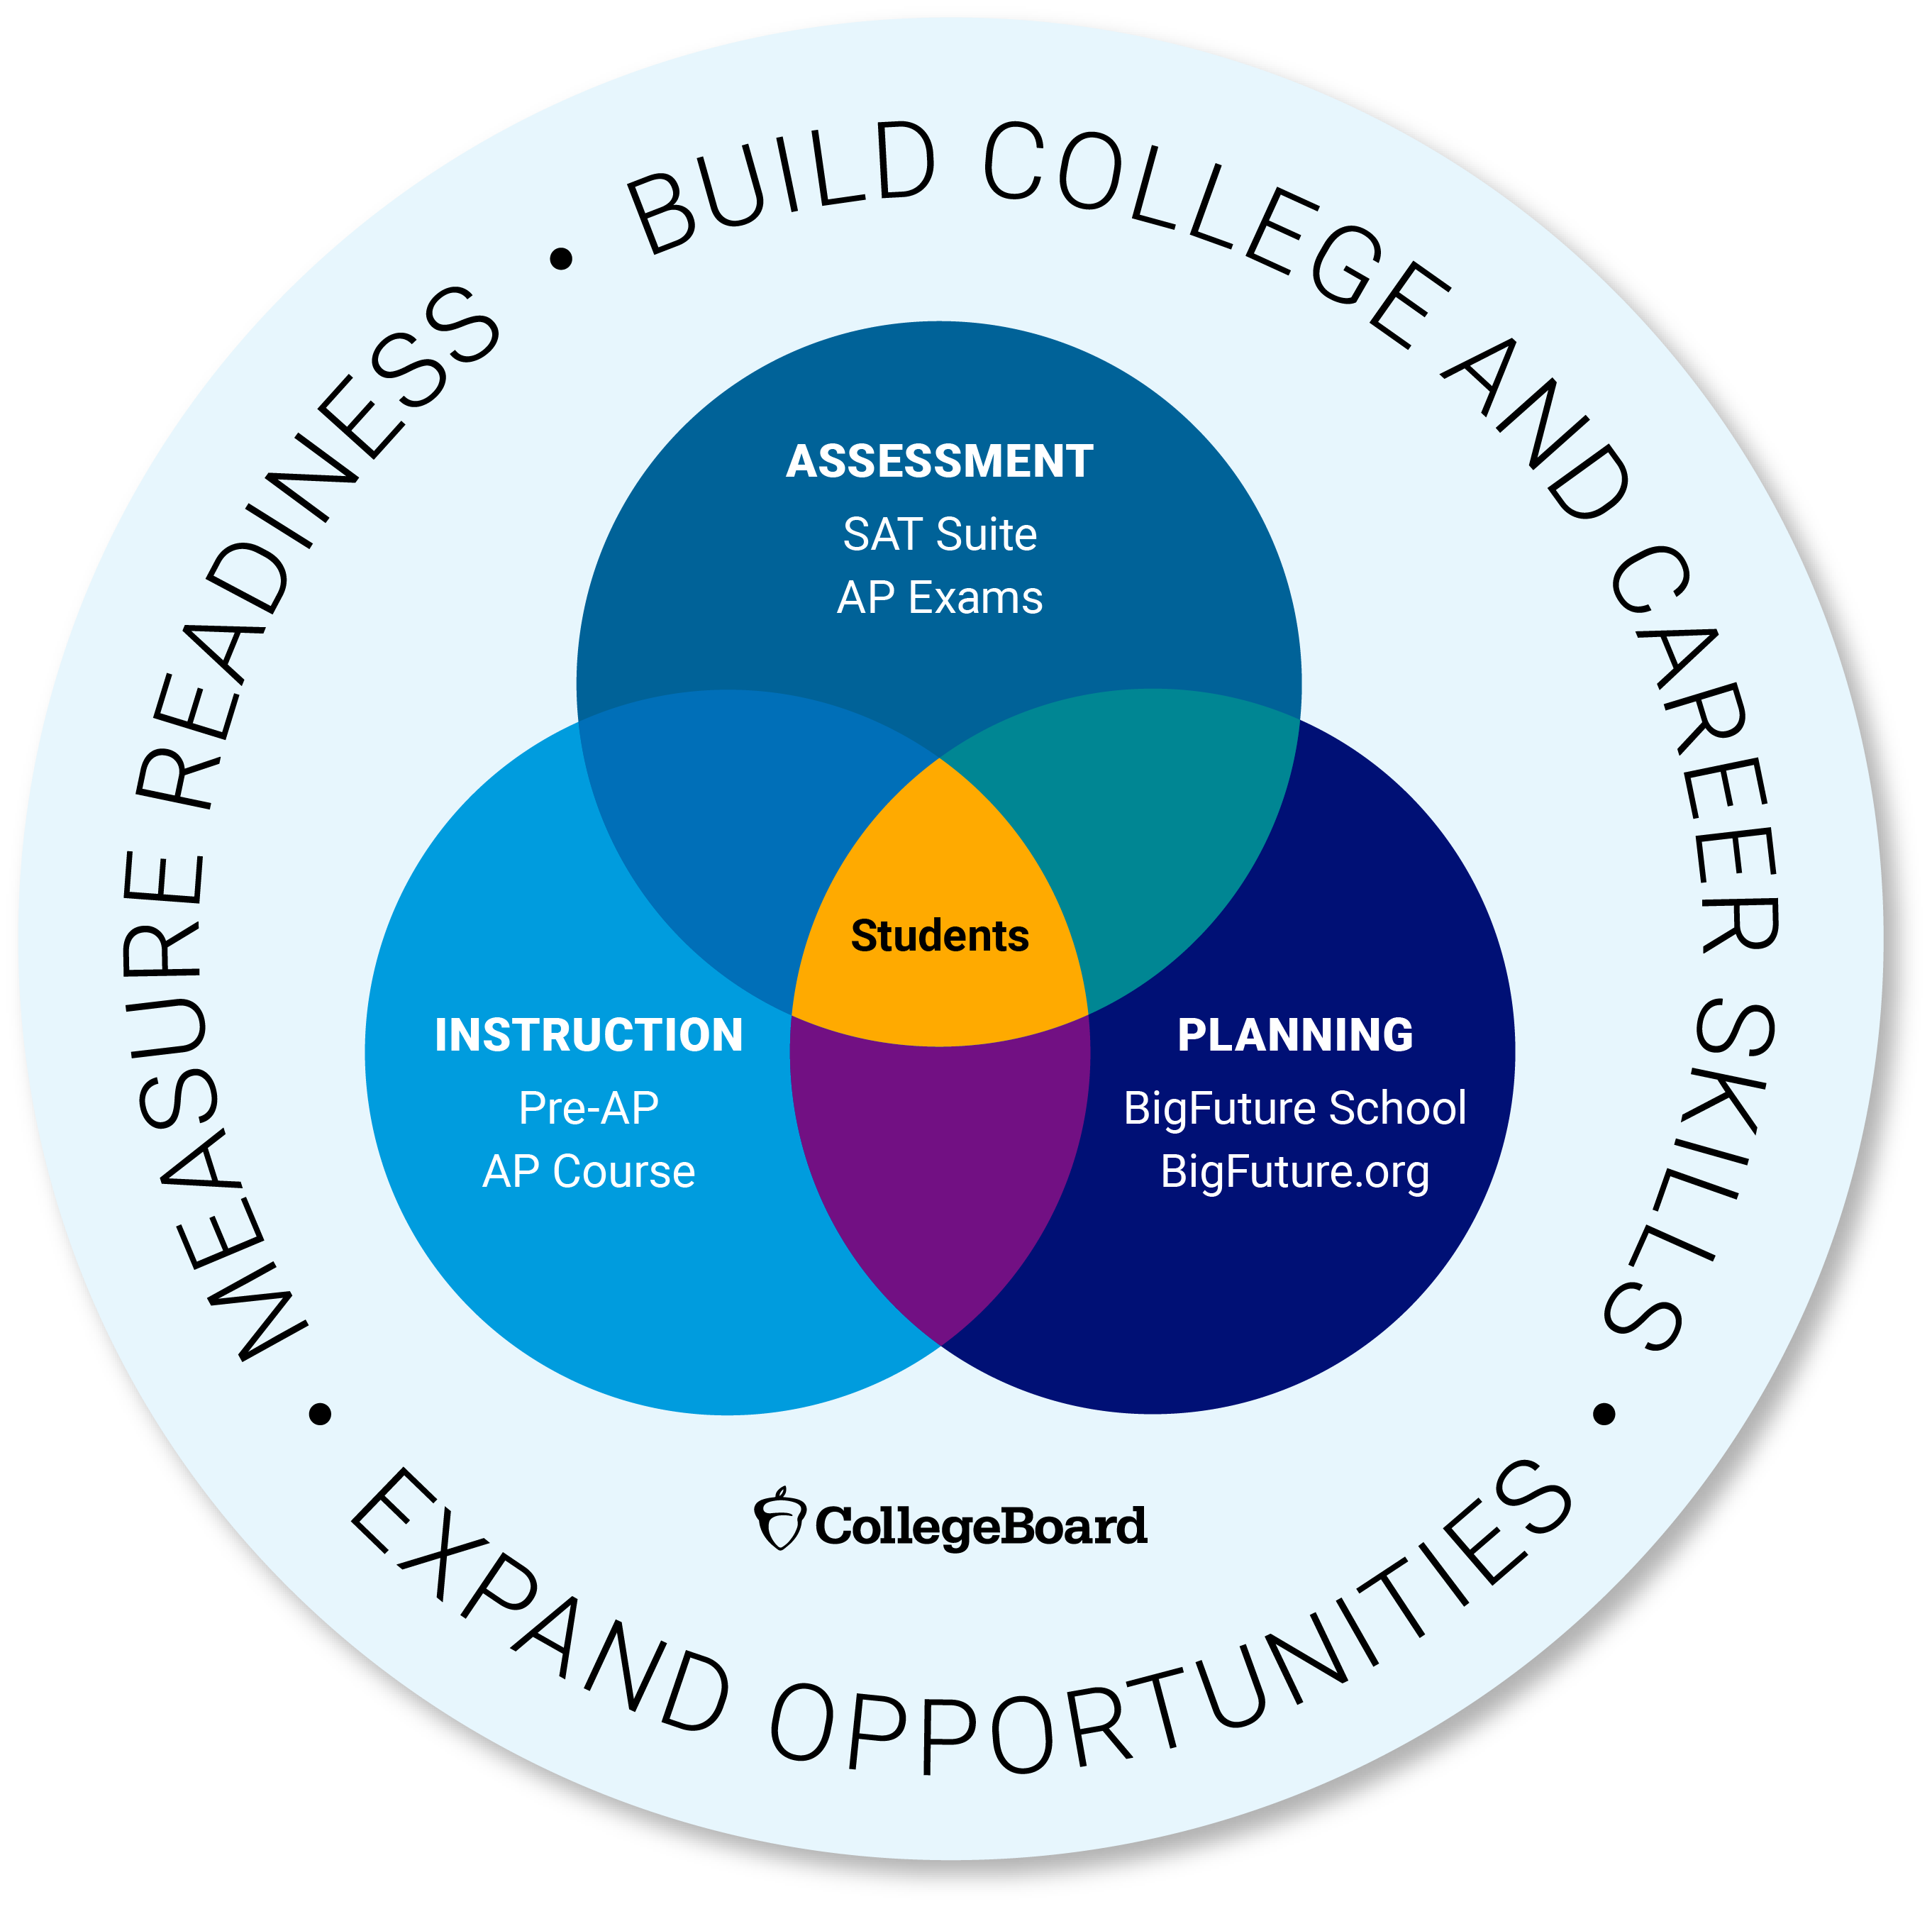 MEASURE READINESS • BUILD COLLEGE AND CAREER SKILLS • EXPAND OPPORTUNITIES •
ASSESSMENT
SAT Suite
AP Exams
Students
INSTRUCTION
Pre-AP
AP Course
PLANNING
BigFuture School
BigFuture.org
CollegeBoard